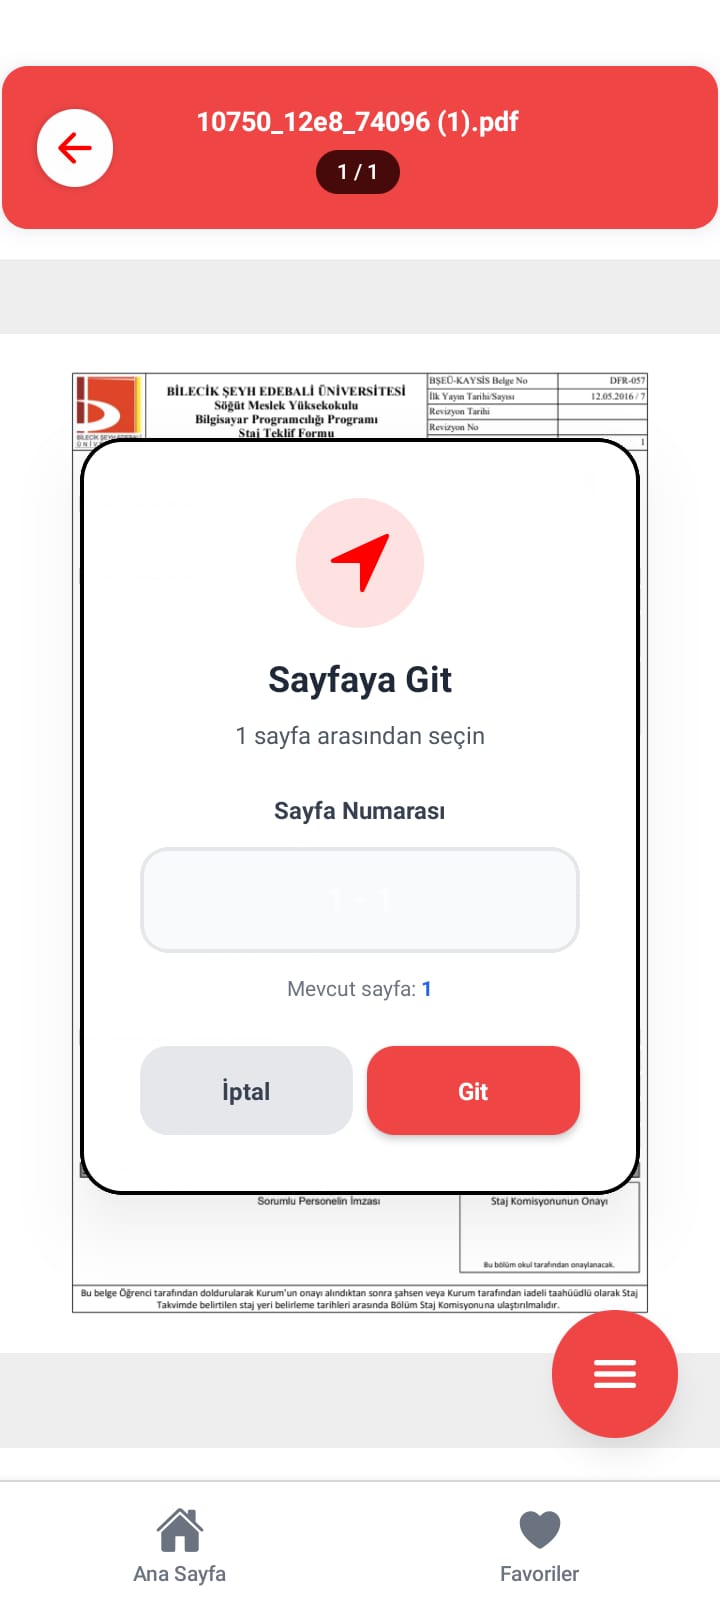 10750_12e8_74096 (1).pdf
1 / 1
BİLECİK ŞEYH EDEBALİ ÜNİVERSİTESİ
Söğüt Meslek Yüksekokulu
Bilgisayar Programcılığı Programı
Staj Teklif Formu
BŞEÜ-KAYSİS Belge No
DFR-057
İlk Yayın Tarihi/Sayısı
12.05.2016 / 7
Revizyon Tarihi
Revizyon No
1
Sayfaya Git
1 sayfa arasından seçin
Sayfa Numarası
1 - 1
Mevcut sayfa: 1
İptal
Git
Sorumlu Personelin İmzası
Staj Komisyonunun Onayı
Bu bölüm okul tarafından onaylanacak.
Bu belge Öğrenci tarafından doldurularak Kurum'un onayı alındıktan sonra şahsen veya Kurum tarafından iadeli taahüüdlü olarak Staj
Takvimde belirtilen staj yeri belirleme tarihleri arasında Bölüm Staj Komisyonuna ulaştırılmalıdır.
Ana Sayfa
Favoriler